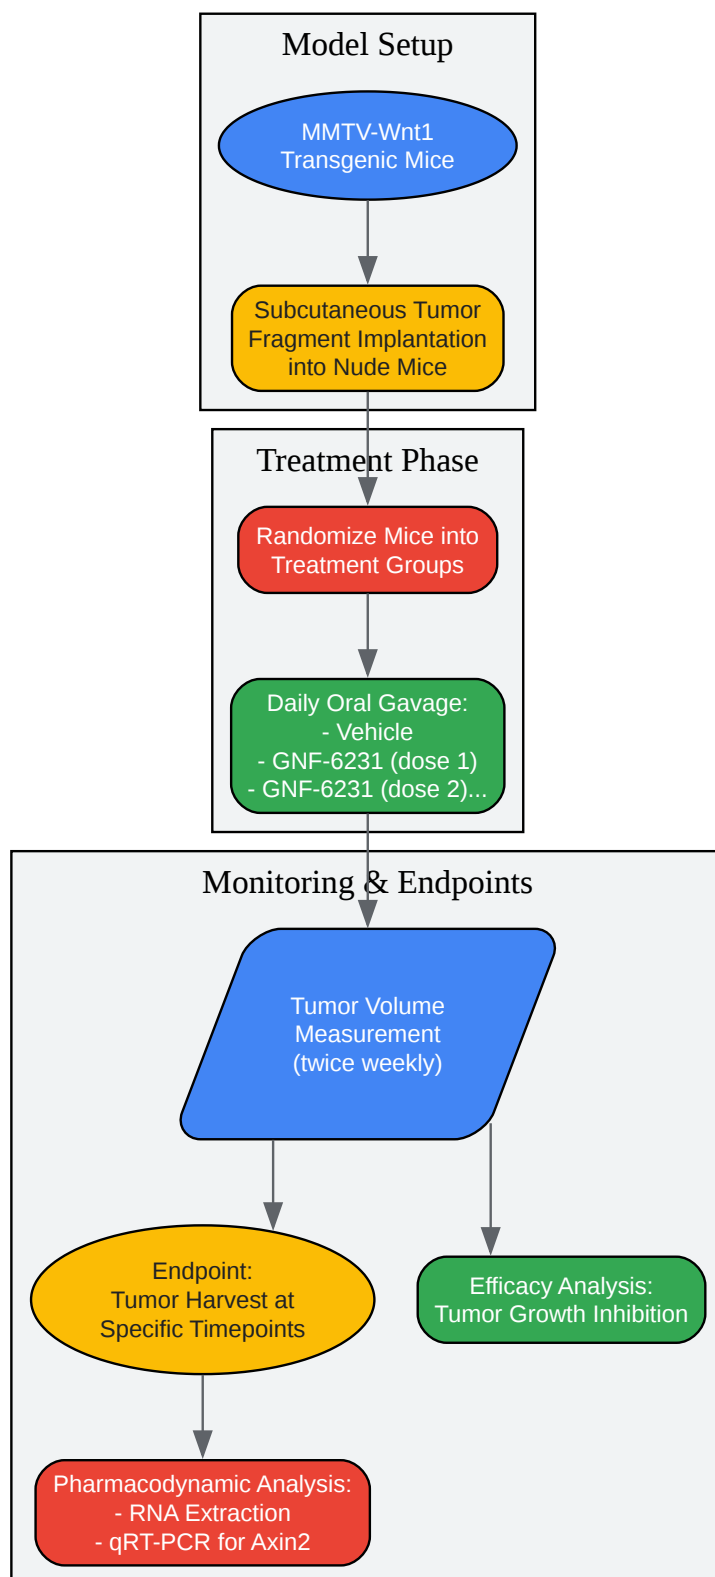 Model Setup
MMTV-Wnt1
Transgenic Mice
Subcutaneous Tumor
Fragment Implantation
into Nude Mice
Treatment Phase
Randomize Mice into
Treatment Groups
Daily Oral Gavage:
- Vehicle
- GNF-6231 (dose 1)
- GNF-6231 (dose 2)...
Monitoring & Endpoints
Tumor Volume
Measurement
(twice weekly)
Endpoint:
Tumor Harvest at
Specific Timepoints
Efficacy Analysis:
Tumor Growth Inhibition
Pharmacodynamic Analysis:
- RNA Extraction
- qRT-PCR for Axin2